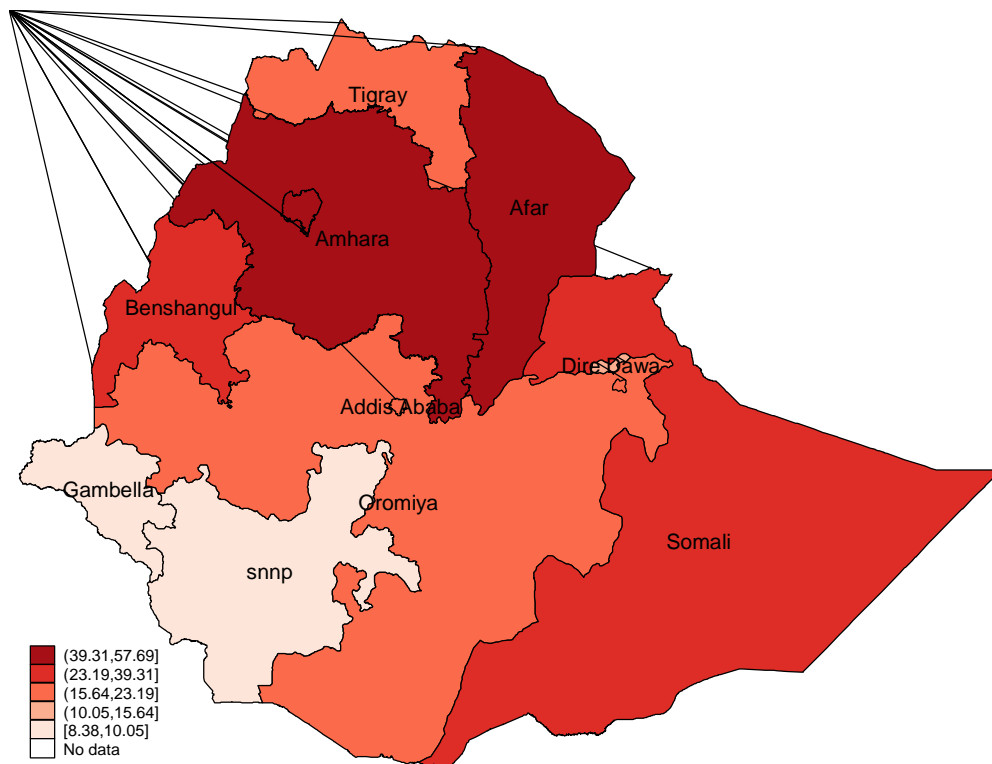 Tigray
Afar
Amhara
Benshangul
Dire Dawa
Addis Ababa
Gambella
Oromiya
Somali
snnp
(39.31,57.69]
(23.19,39.31]
(15.64,23.19]
(10.05,15.64]
[8.38,10.05]
No data